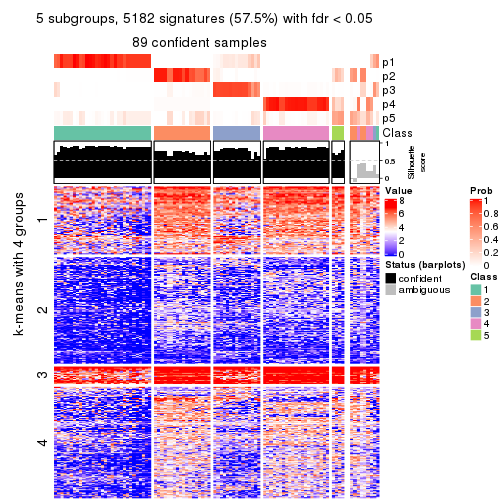 5 subgroups, 5182 signatures (57.5%) with fdr < 0.05
89 confident samples
p1
p2
p3
p4
p5
Class
1
0.5
0
Silhouette
score
k-means with 4 groups
1
2
3
4
Value
8
6
4
2
0
Status (barplots)
confident
ambiguous
Prob
1
0.8
0.6
0.4
0.2
0
Class
1
2
3
4
5